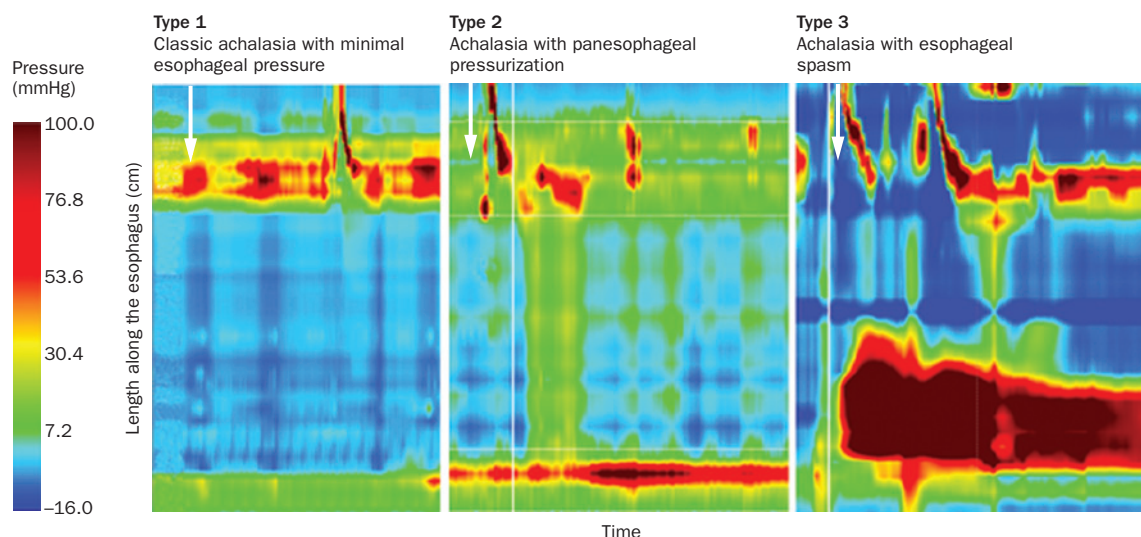 Type 1
Classic achalasia with minimal
esophageal pressure
Type 2
Achalasia with panesophageal
pressurization
Type 3
Achalasia with esophageal
spasm
Pressure
(mmHg)
100.0
76.8
53.6
30.4
7.2
–16.0
Length along the esophagus (cm)
Time